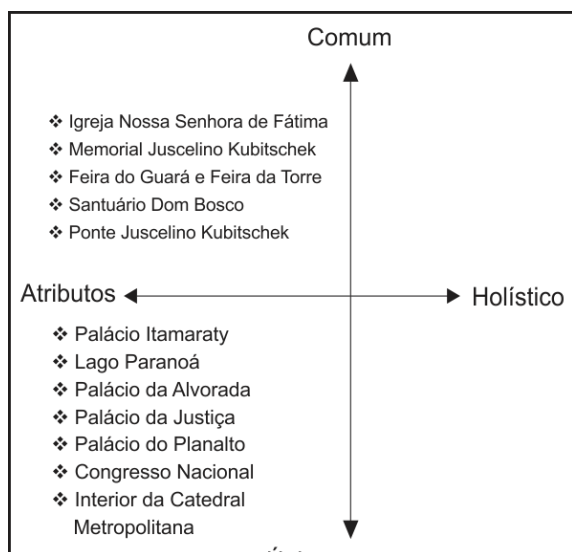 Comum
❖ Igreja Nossa Senhora de Fátima
❖ Memorial Juscelino Kubitschek
❖ Feira do Guará e Feira da Torre
❖ Santuário Dom Bosco
❖ Ponte Juscelino Kubitschek
Atributos
Holístico
❖ Palácio Itamaraty
❖ Lago Paranoá
❖ Palácio da Alvorada
❖ Palácio da Justiça
❖ Palácio do Planalto
❖ Congresso Nacional
❖ Interior da Catedral
Metropolitana